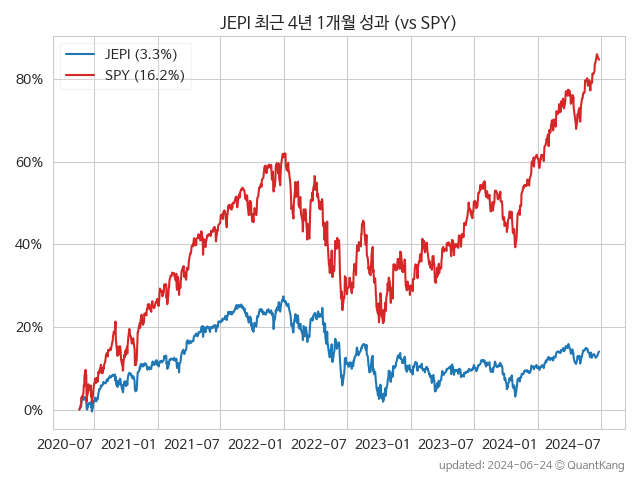 JEPI 최근 4년 1개월 성과 (vs SPY)
JEPI (3.3%)
SPY (16.2%)
80%
60%
40%
20%
0%
2020-07 2021-01 2021-07 2022-01 2022-07 2023-01 2023-07 2024-01 2024-07
updated: 2024-06-24 © QuantKang